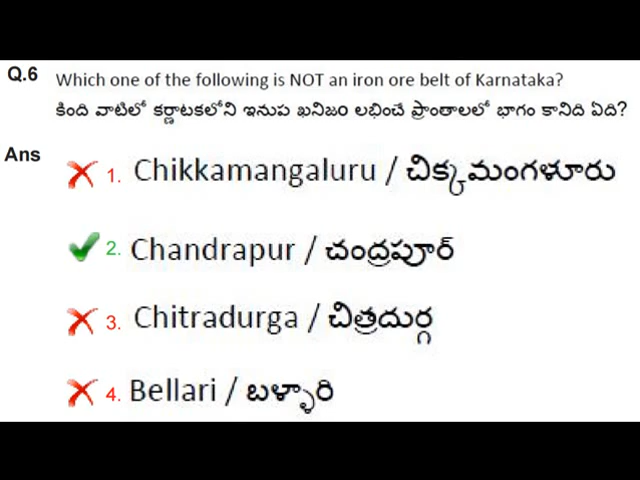 Q.6 Which one of the following is NOT an iron ore belt of Karnataka?
కింది వాటిలో కర్ణాటకలోని ఇనుప ఖనిజం లభించే ప్రాంతాలలో భాగం కానిది ఏది?
Ans
1. Chikkamangaluru / చిక్కమంగళూరు
2. Chandrapur / చంద్రపూర్
3. Chitradurga / చిత్రదుర్గ
4. Bellari / బళ్ళారి